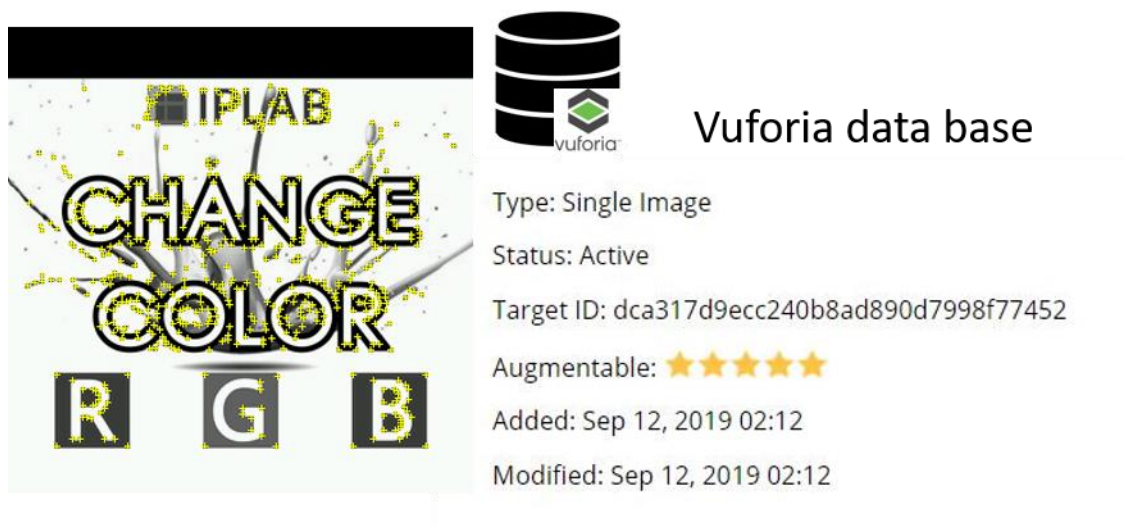 IPLAB
CHANGE
COLOR
R G B
vuforia™
Vuforia data base
Type: Single Image
Status: Active
Target ID: dca317d9ecc240b8ad890d7998f77452
Augmentable:
Added: Sep 12, 2019 02:12
Modified: Sep 12, 2019 02:12